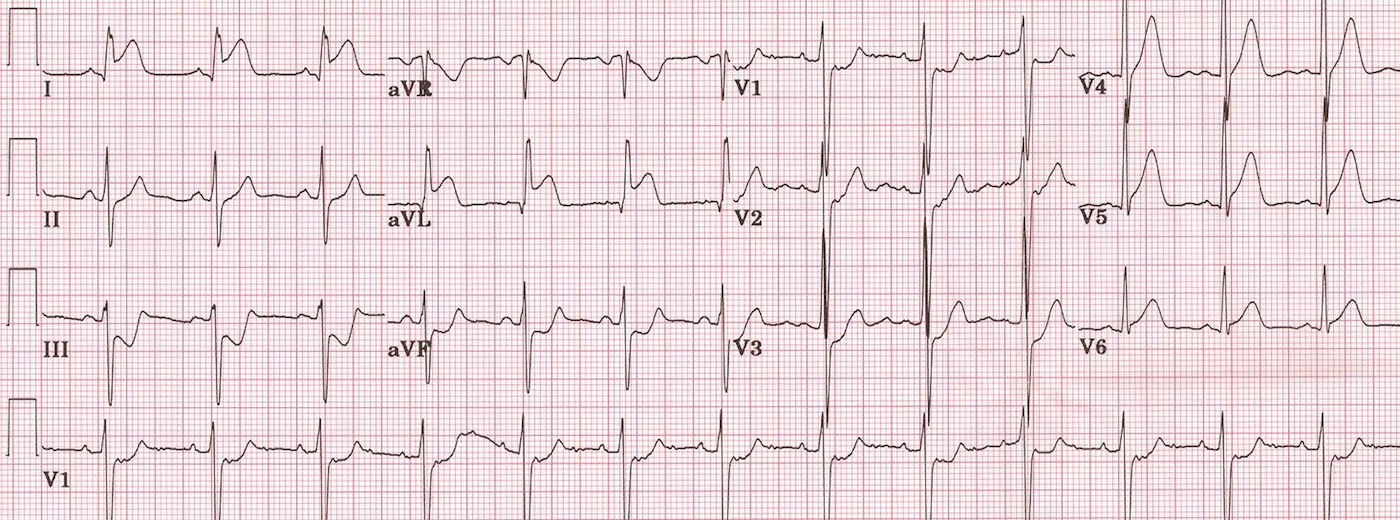 I aVR V1 V4
II aVL V2 V5
III aVF V3 V6
V1